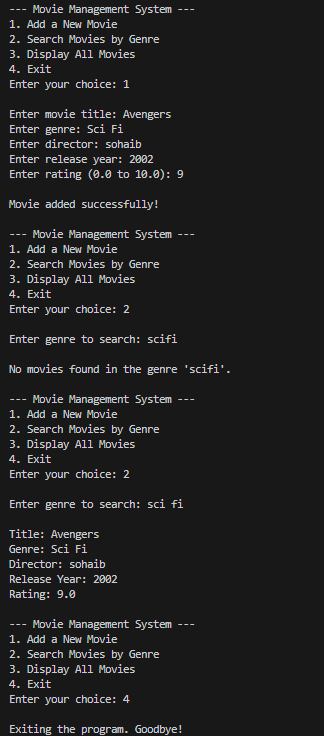 --- Movie Management System ---
1. Add a New Movie
2. Search Movies by Genre
3. Display All Movies
4. Exit
Enter your choice: 1
Enter movie title: Avengers
Enter genre: Sci Fi
Enter director: sohaib
Enter release year: 2002
Enter rating (0.0 to 10.0): 9
Movie added successfully!
--- Movie Management System ---
1. Add a New Movie
2. Search Movies by Genre
3. Display All Movies
4. Exit
Enter your choice: 2
Enter genre to search: scifi
No movies found in the genre 'scifi'.
--- Movie Management System ---
1. Add a New Movie
2. Search Movies by Genre
3. Display All Movies
4. Exit
Enter your choice: 2
Enter genre to search: sci fi
Title: Avengers
Genre: Sci Fi
Director: sohaib
Release Year: 2002
Rating: 9.0
--- Movie Management System ---
1. Add a New Movie
2. Search Movies by Genre
3. Display All Movies
4. Exit
Enter your choice: 4
Exiting the program. Goodbye!